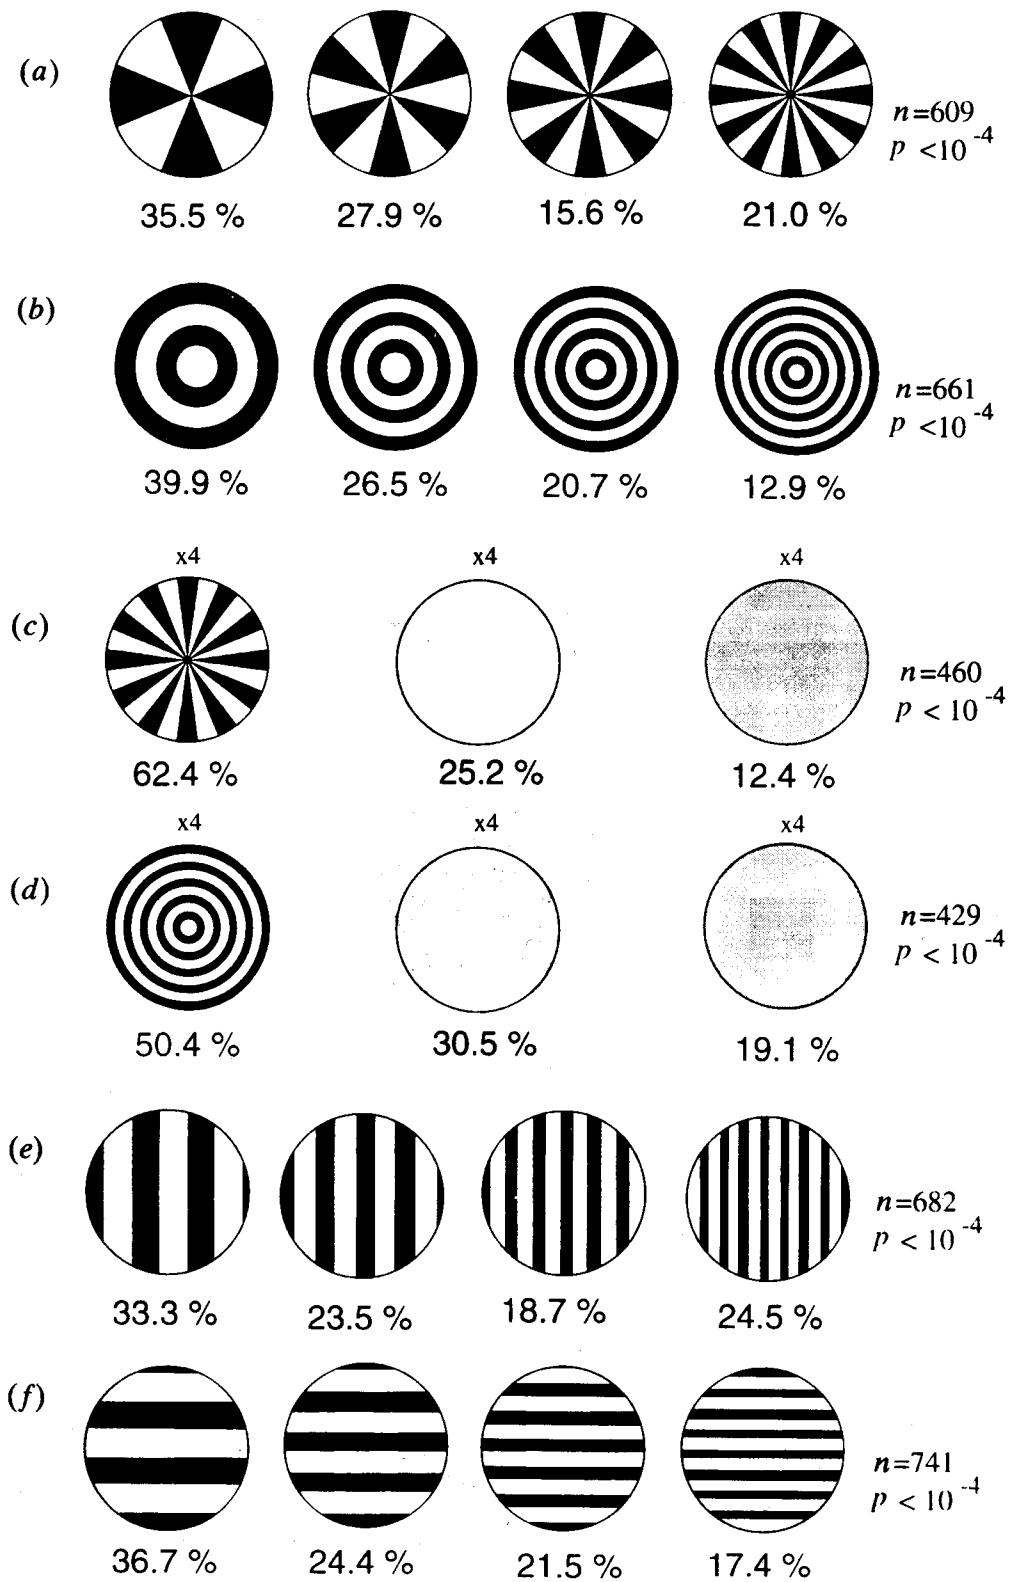 (a)
n=609
p <10 -4
35.5 % 27.9 % 15.6 % 21.0 %
(b)
n=661
p <10 -4
39.9 % 26.5 % 20.7 % 12.9 %
x4 x4 x4
(c)
n=460
p < 10 -4
62.4 % 25.2 % 12.4 %
x4 x4 x4
(d)
n=429
p < 10 -4
50.4 % 30.5 % 19.1 %
(e)
n=682
p < 10 -4
33.3 % 23.5 % 18.7 % 24.5 %
(f)
n=741
p < 10 -4
36.7 % 24.4 % 21.5 % 17.4 %